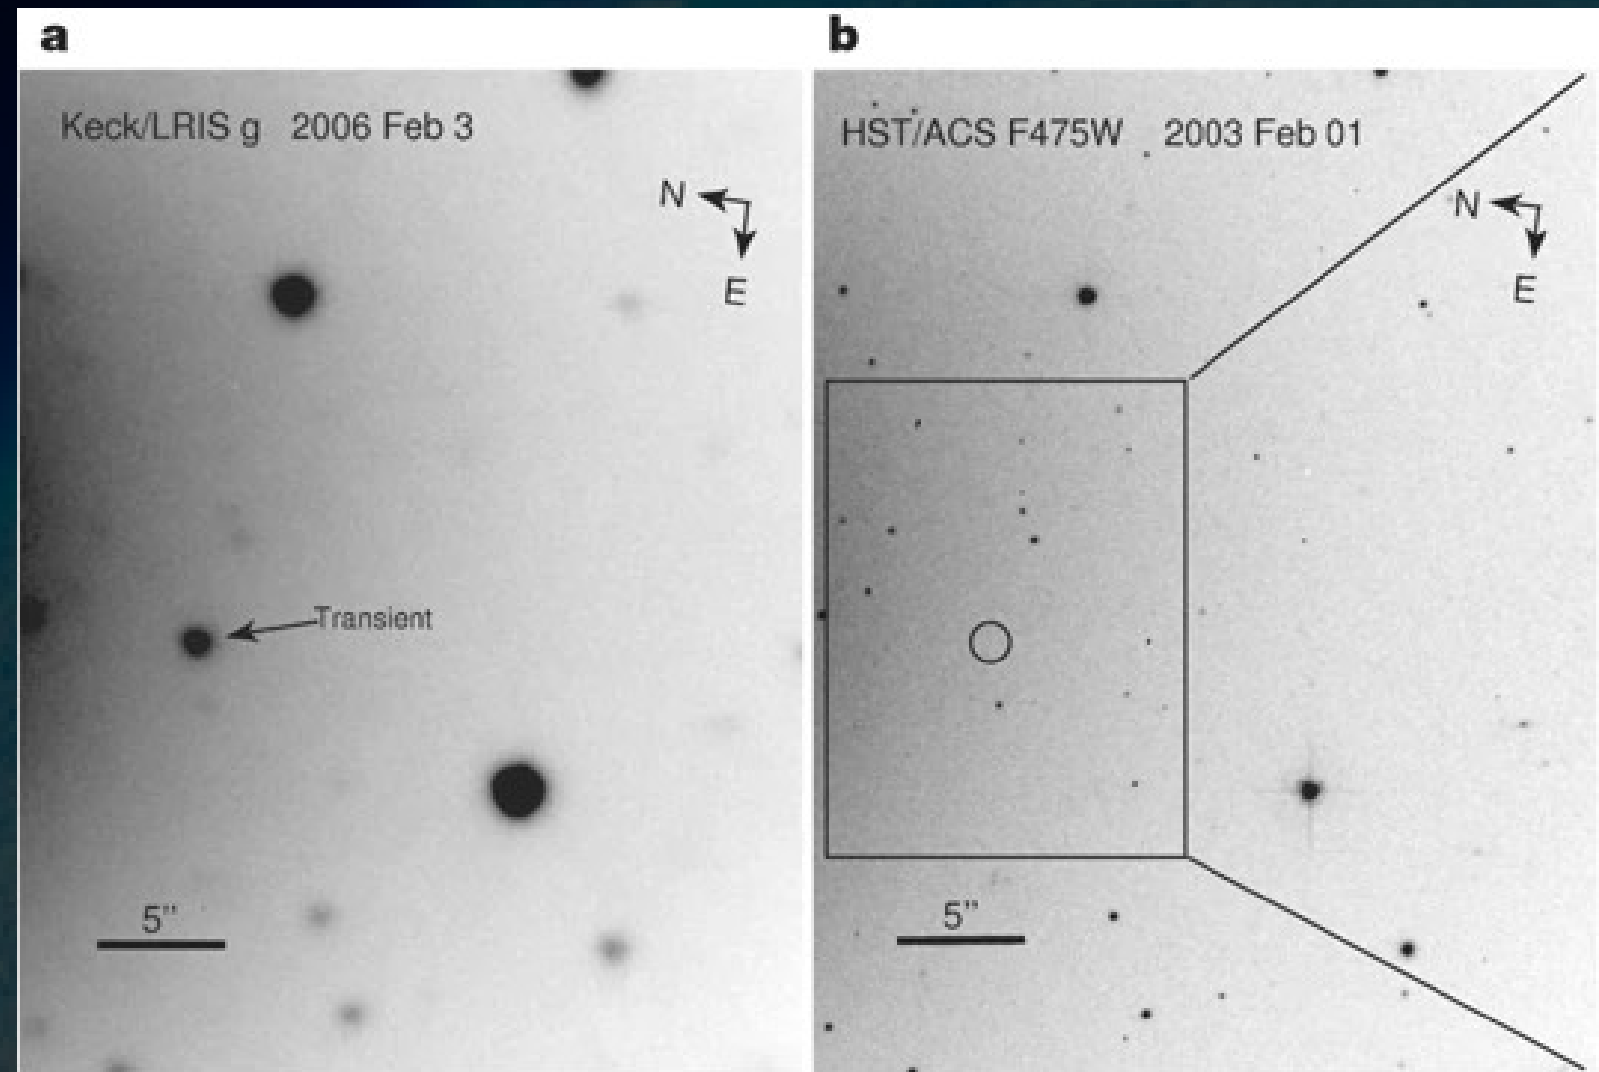 a
Keck/LRIS g 2006 Feb 3
N
E
Transient
5"
b
HST/ACS F475W 2003 Feb 01
N
E
5"